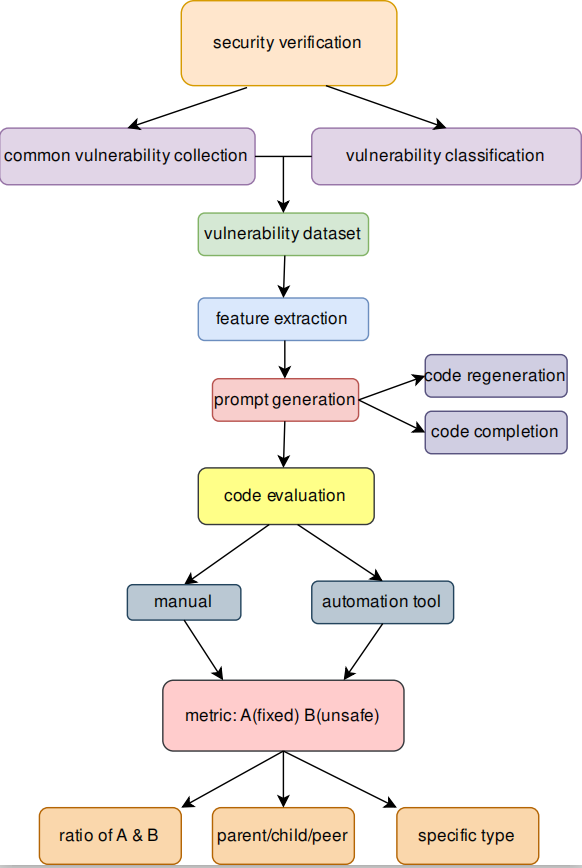 security verification
common vulnerability collection
vulnerability classification
vulnerability dataset
feature extraction
prompt generation
code regeneration
code completion
code evaluation
manual
automation tool
metric: A(fixed) B(unsafe)
ratio of A & B
parent/child/peer
specific type